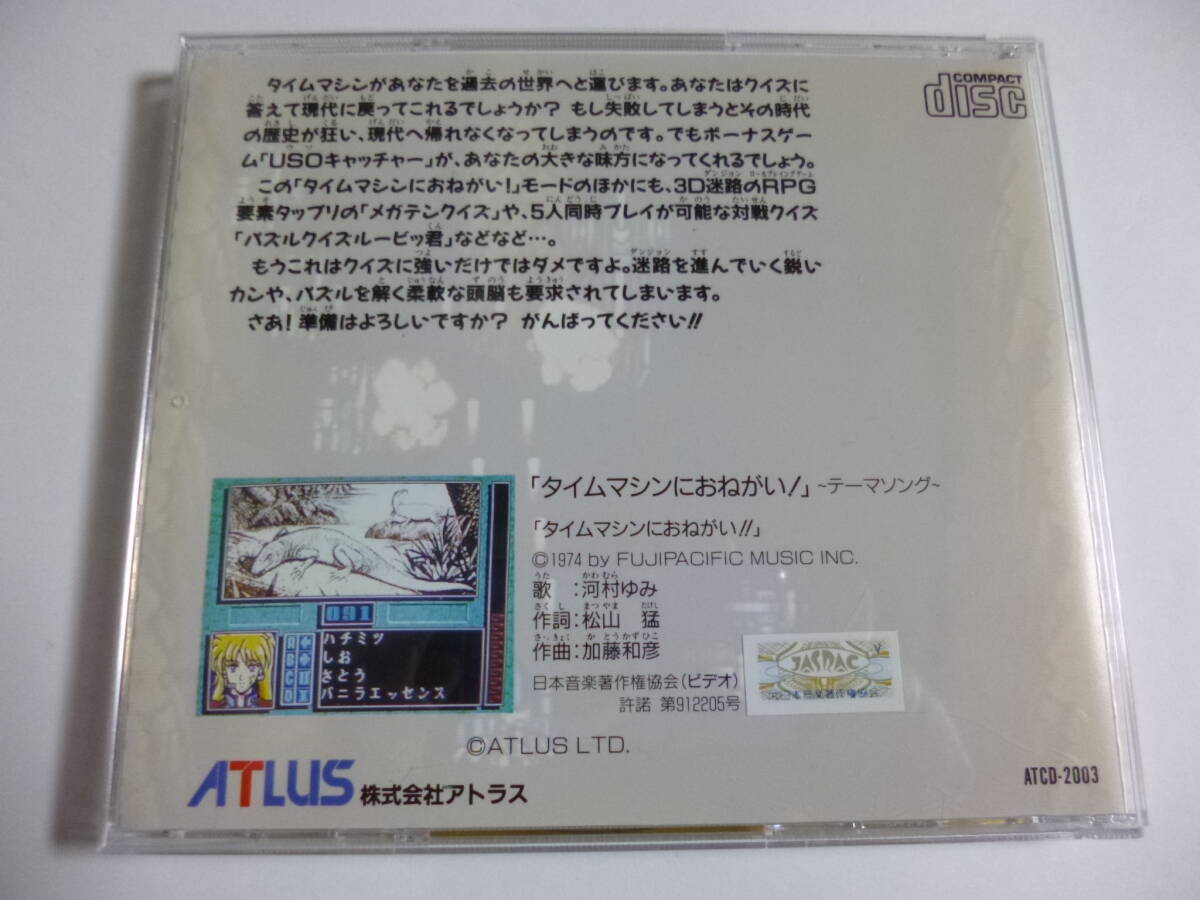 タイムマシンがあなたを過去の世界へと運びます。あなたはクイズに
答えて現代に戻ってこれるでしょうか? もし失敗してしまうとその時代
の歴史が狂い、現代へ帰れなくなってしまうのです。でもボーナスゲー
ム「USOキャッチャー」が、あなたの大きな味方になってくれるでしょう。
この「タイムマシンにおねがい!」モードのほかにも、3D迷路のRPG
要素タップリの「メガテンクイズ」や、5人同時プレイが可能な対戦クイズ
「パズルクイズルービッ君」などなど…。
もうこれはクイズに強いだけではダメですよ。迷路を進んでいく鋭い
カンや、パズルを解く柔軟な頭脳も要求されてしまいます。
さあ! 準備はよろしいですか? がんばってください!!
COMPACT
disc
「タイムマシンにおねがい!」~テーマソング~
「タイムマシンにおねがい!!」
©1974 by FUJIPACIFIC MUSIC INC.
歌 :河村ゆみ
作詞:松山 猛
作曲:加藤和彦
日本音楽著作権協会(ビデオ)
許諾 第912205号
JASRAC
V
091
A
B
C
D
ハチミツ
しお
さとう
バニラエッセンス
©ATLUS LTD.
ATLUS 株式会社アトラス
ATCD-2003